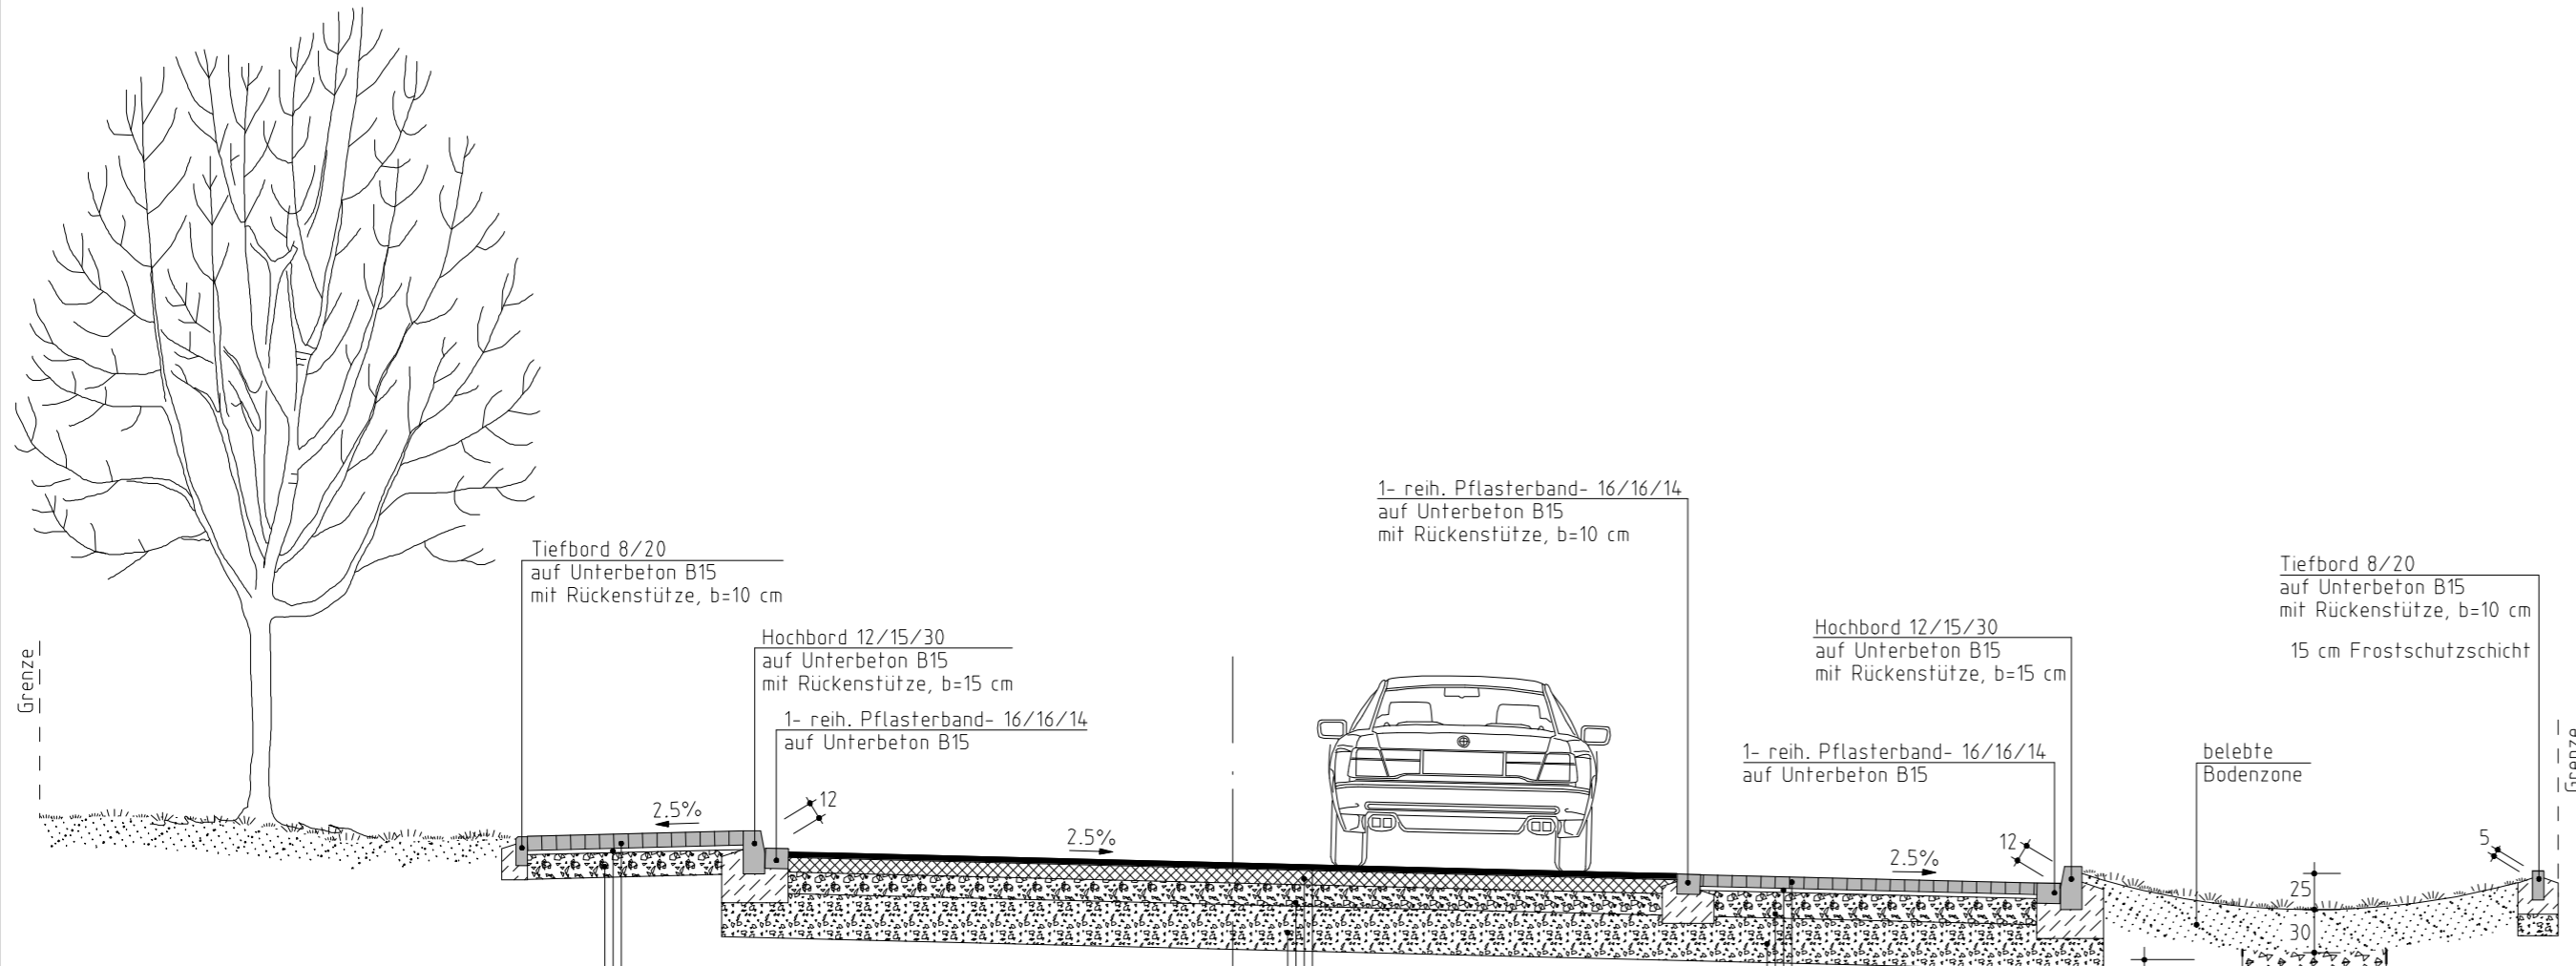 1- reih. Pflasterband- 16/16/14
auf Unterbeton B15
mit Rückenstütze, b=10 cm
Tiefbord 8/20
auf Unterbeton B15
mit Rückenstütze, b=10 cm
Tiefbord 8/20
auf Unterbeton B15
mit Rückenstütze, b=10 cm
15 cm Frostschutzschicht
Hochbord 12/15/30
auf Unterbeton B15
mit Rückenstütze, b=15 cm
Hochbord 12/15/30
auf Unterbeton B15
mit Rückenstütze, b=15 cm
Grenze
1- reih. Pflasterband- 16/16/14
auf Unterbeton B15
1- reih. Pflasterband- 16/16/14
auf Unterbeton B15
belebte
Bodenzone
Grenze
2.5%
12
2.5%
12
2.5%
5
25
30